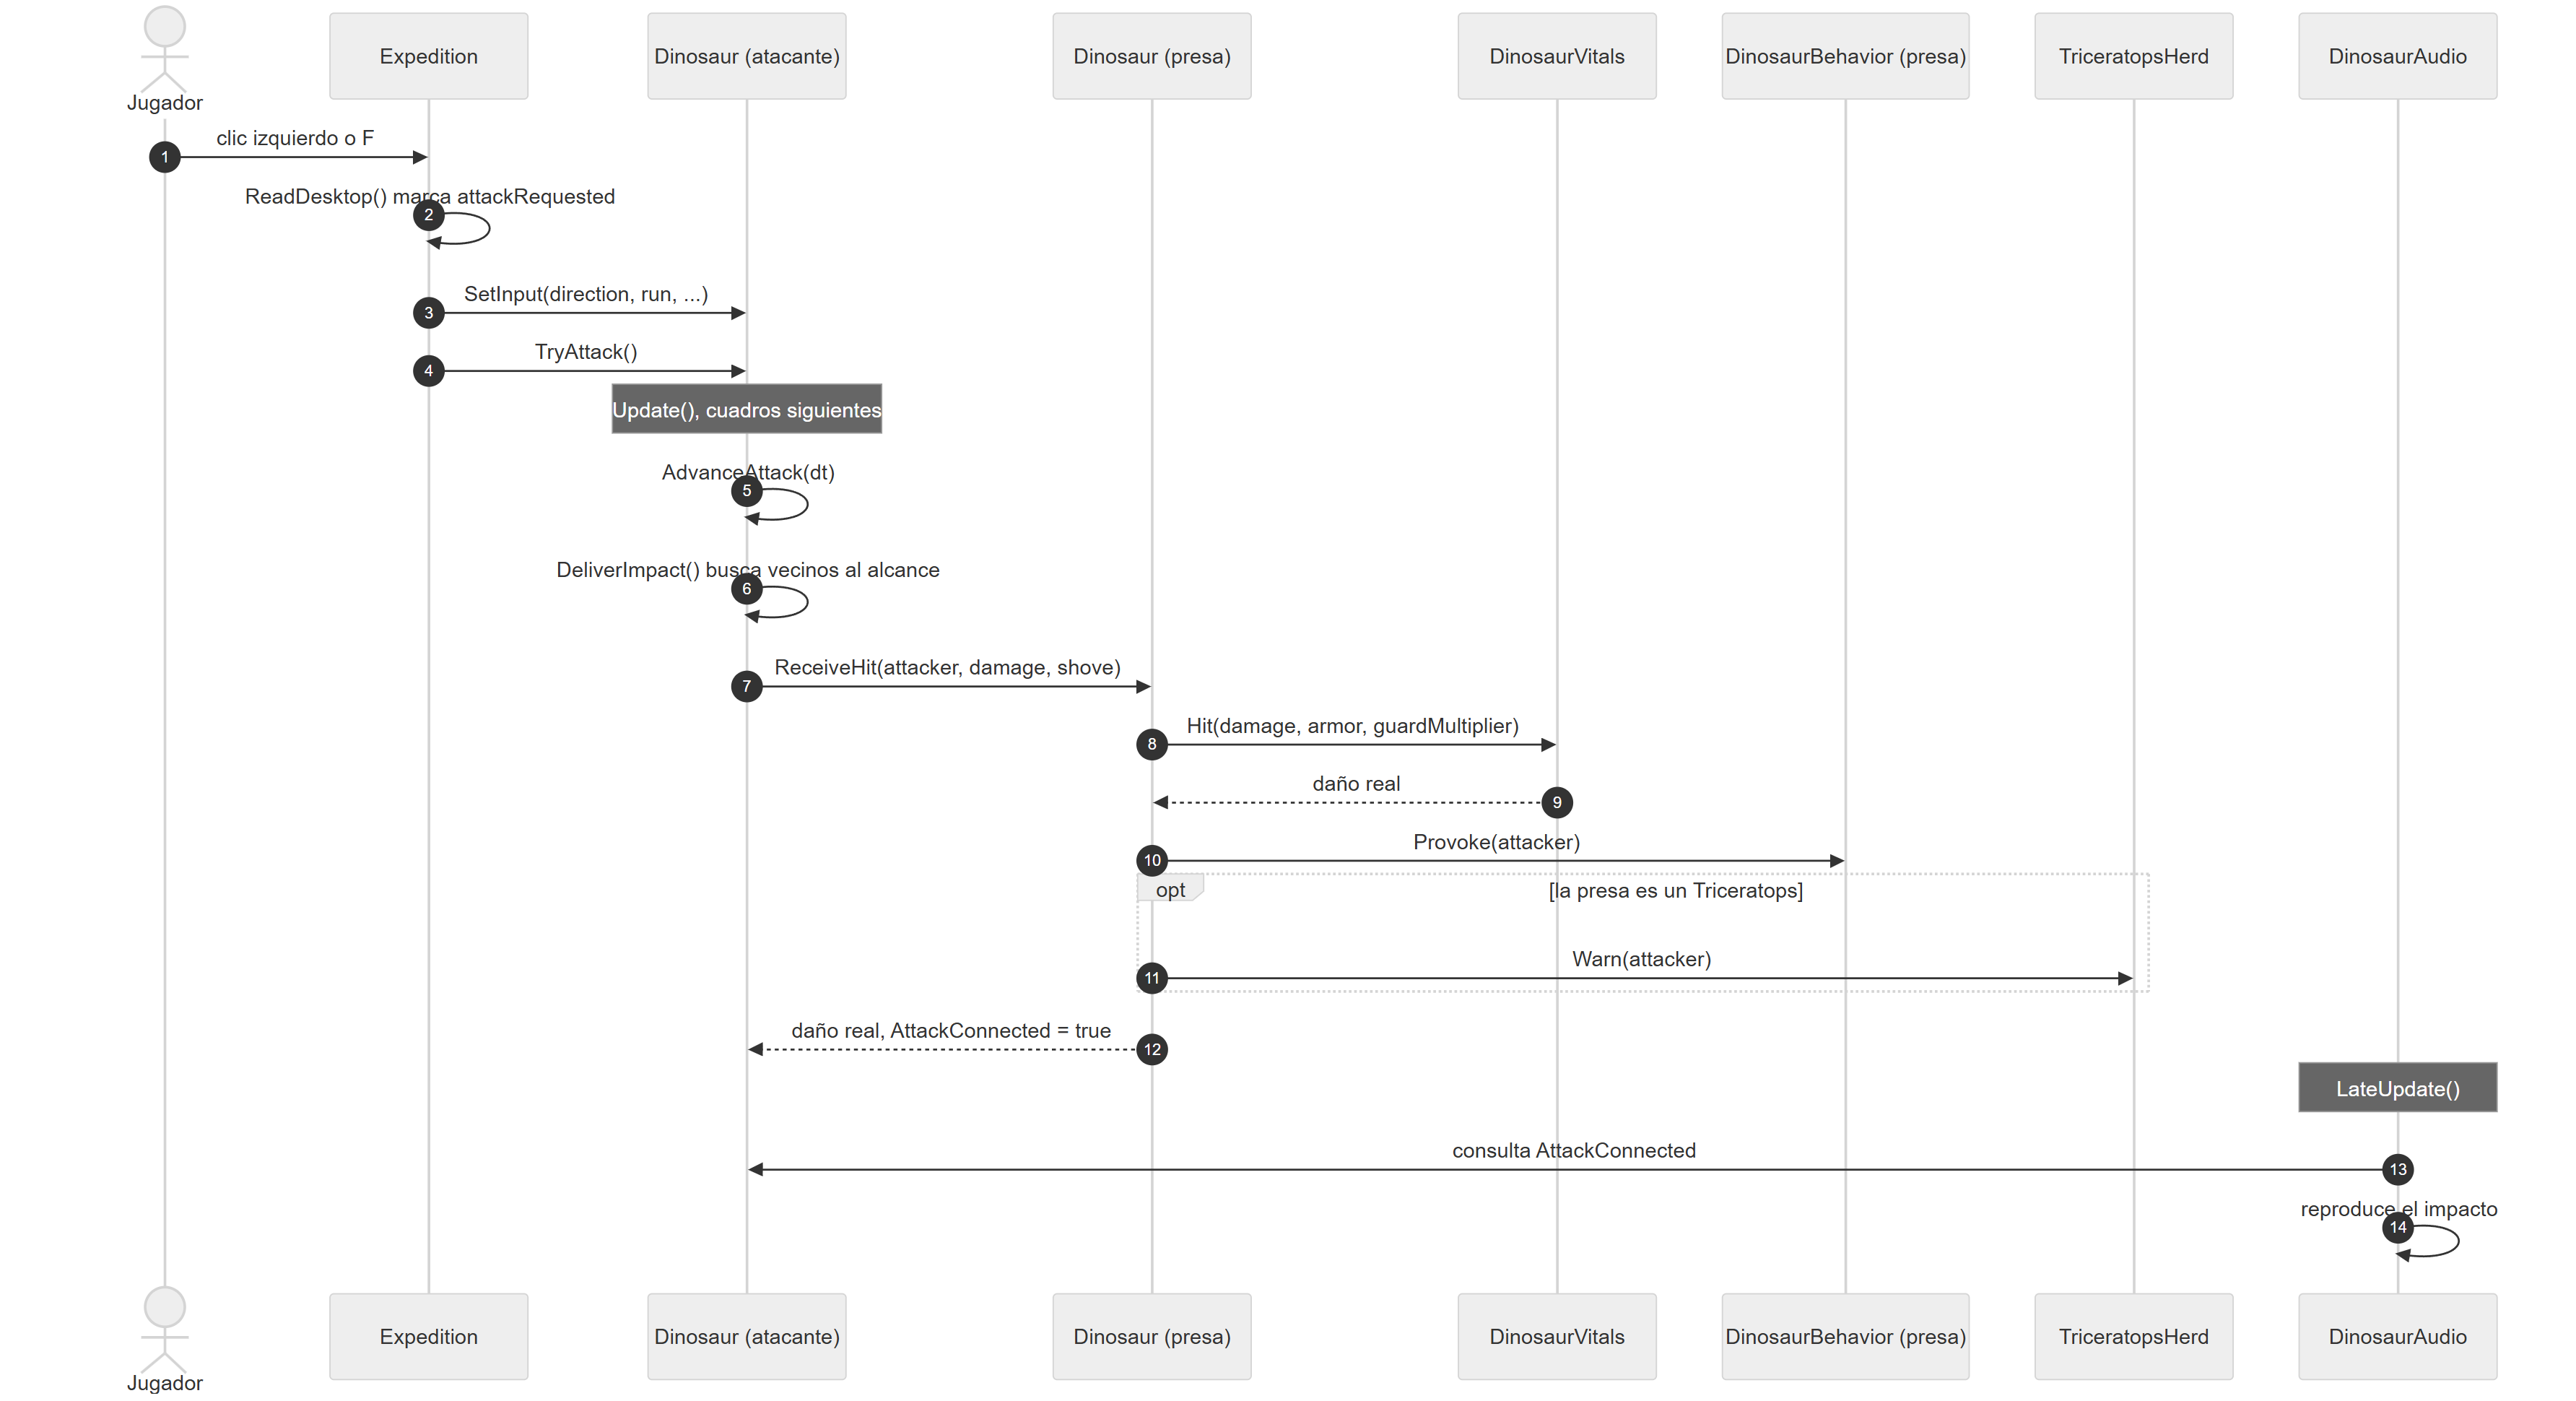 Jugador
Expedition
Dinosaur (atacante)
Dinosaur (presa)
DinosaurVitals
DinosaurBehavior (presa)
TriceratopsHerd
DinosaurAudio
clic izquierdo o F
1
ReadDesktop() marca attackRequested
2
SetInput(direction, run, ...)
3
TryAttack()
4
Update(), cuadros siguientes
AdvanceAttack(dt)
5
DeliverImpact() busca vecinos al alcance
6
ReceiveHit(attacker, damage, shove)
7
Hit(damage, armor, guardMultiplier)
8
daño real
9
Provoke(attacker)
10
opt
[la presa es un Triceratops]
Warn(attacker)
11
daño real, AttackConnected = true
12
LateUpdate()
consulta AttackConnected
13
reproduce el impacto
14
Jugador
Expedition
Dinosaur (atacante)
Dinosaur (presa)
DinosaurVitals
DinosaurBehavior (presa)
TriceratopsHerd
DinosaurAudio